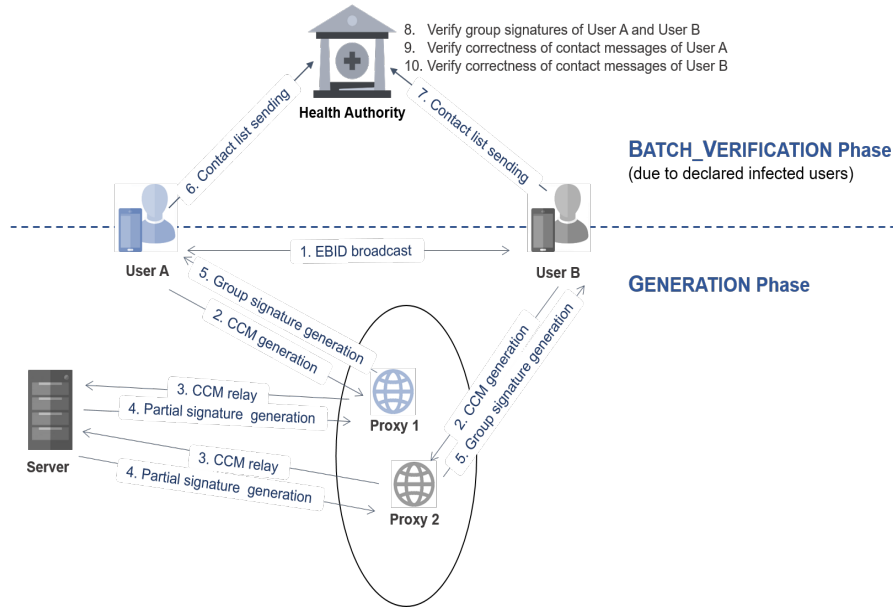 8. Verify group signatures of User A and User B
9. Verify correctness of contact messages of User A
10. Verify correctness of contact messages of User B
Health Authority
6. Contact list sending
7. Contact list sending
BATCH_VERIFICATION Phase
(due to declared infected users)
1. EBID broadcast
User A
User B
GENERATION Phase
5. Group signature generation
2. CCM generation
2. CCM generation
5. Group signature generation
3. CCM relay
4. Partial signature generation
Proxy 1
Server
3. CCM relay
4. Partial signature generation
Proxy 2